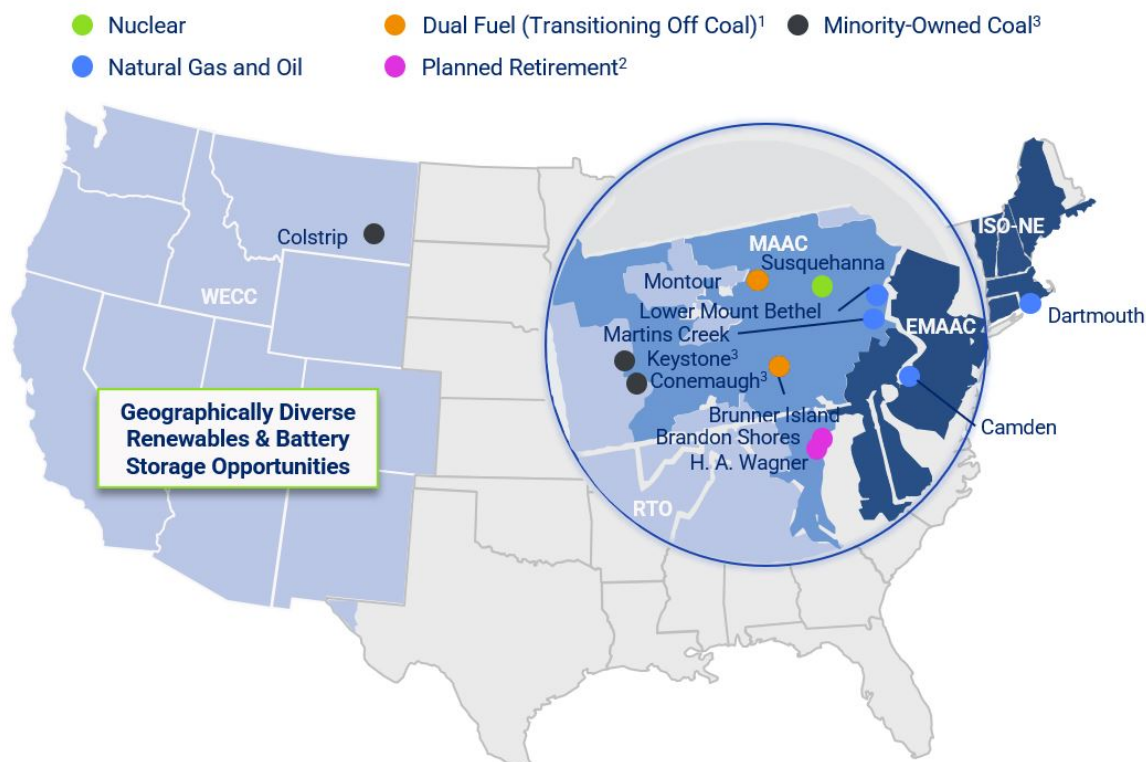 Nuclear
Dual Fuel (Transitioning Off Coal)¹
Minority-Owned Coal³
Natural Gas and Oil
Planned Retirement²
Colstrip
WECC
Geographically Diverse
Renewables & Battery
Storage Opportunities
MAAC
Susquehanna
Montour
Lower Mount Bethel
Martins Creek
Keystone³
Conemaugh³
Brunner Island
Brandon Shores
H. A. Wagner
RTO
EMAAC
ISO-NE
Dartmouth
Camden